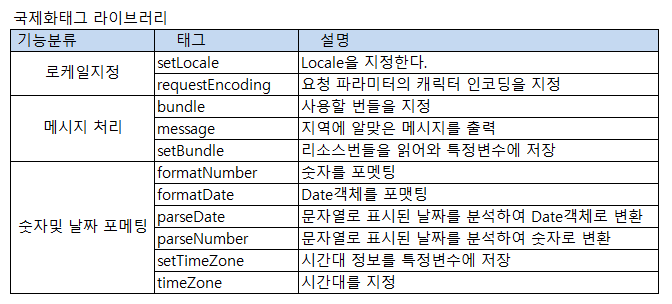 국제화태그 라이브러리
기능분류 태그 설명
로케일지정 setLocale Locale을 지정한다.
requestEncoding 요청 파라미터의 캐릭터 인코딩을 지정
메시지 처리 bundle 사용할 번들을 지정
message 지역에 알맞은 메시지를 출력
setBundle 리소스번들을 읽어와 특정변수에 저장
숫자및 날짜 포메팅 formatNumber 숫자를 포멧팅
formatDate Date객체를 포맷팅
parseDate 문자열로 표시된 날짜를 분석하여 Date객체로 변환
parseNumber 문자열로 표시된 날짜를 분석하여 숫자로 변환
setTimeZone 시간대 정보를 특정변수에 저장
timeZone 시간대를 지정